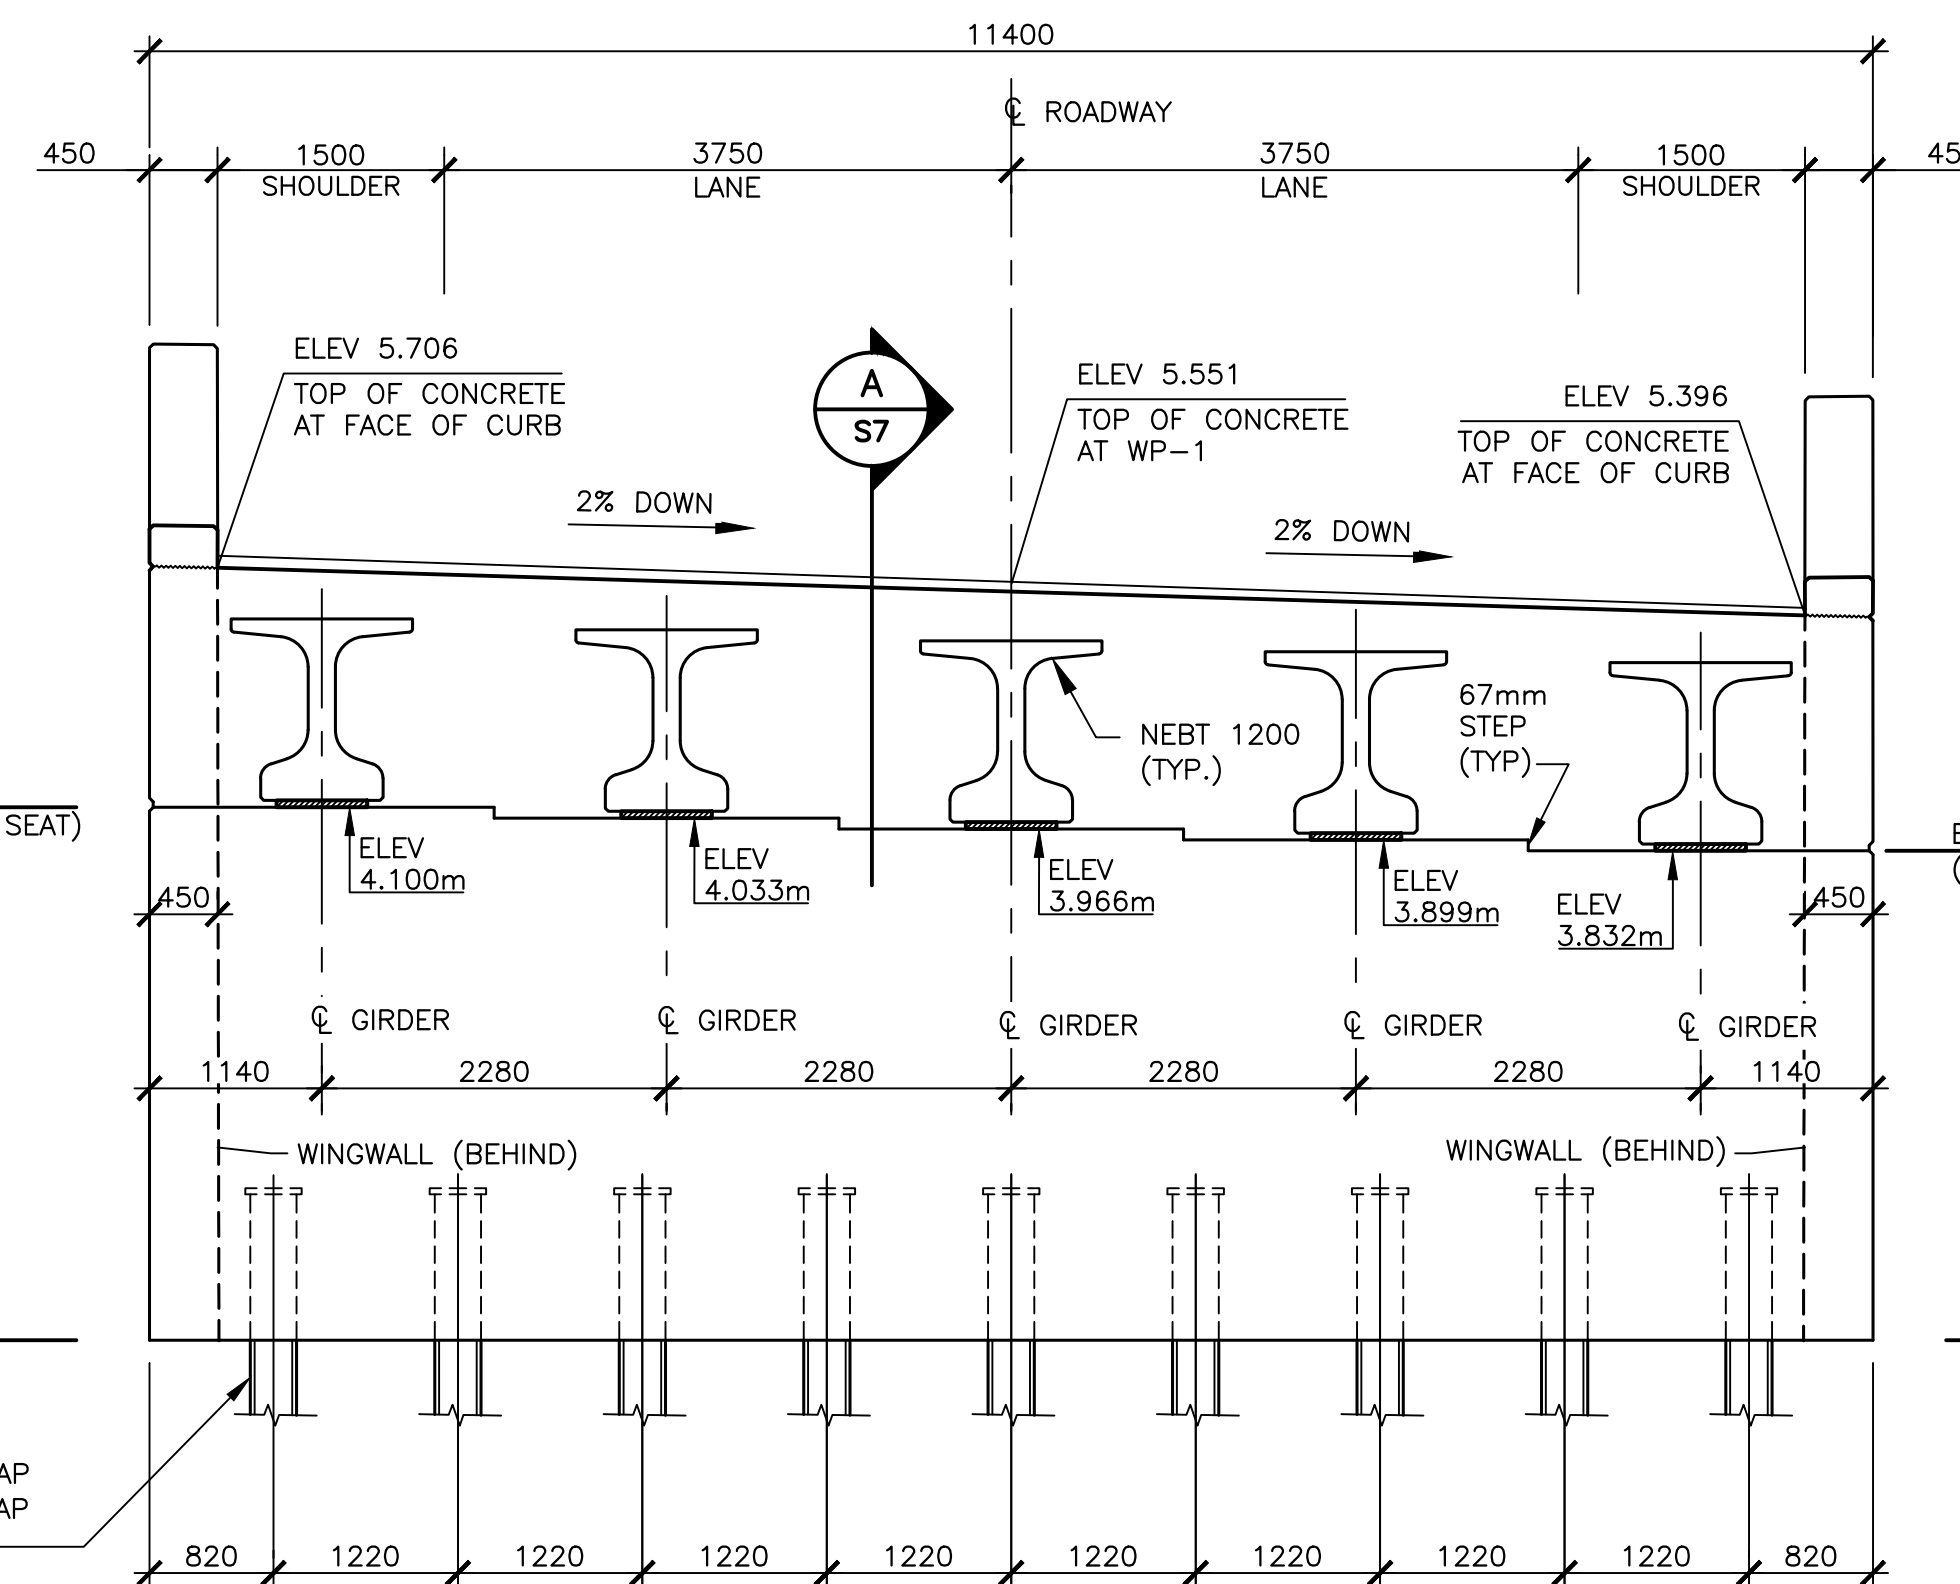 11400
℄ ROADWAY
450 1500 3750 3750 1500
SHOULDER LANE LANE SHOULDER
ELEV 5.706
TOP OF CONCRETE
AT FACE OF CURB
A
S7
ELEV 5.551
TOP OF CONCRETE
AT WP-1
ELEV 5.396
TOP OF CONCRETE
AT FACE OF CURB
2% DOWN
2% DOWN
NEBT 1200
(TYP.)
67mm
STEP
(TYP)
SEAT)
ELEV
4.100m
ELEV
4.033m
ELEV
3.966m
ELEV
3.899m
ELEV
3.832m
450 450
℄ GIRDER ℄ GIRDER ℄ GIRDER ℄ GIRDER ℄ GIRDER
1140 2280 2280 2280 2280 1140
WINGWALL (BEHIND) WINGWALL (BEHIND)
AP
AP
820 1220 1220 1220 1220 1220 1220 1220 1220 820